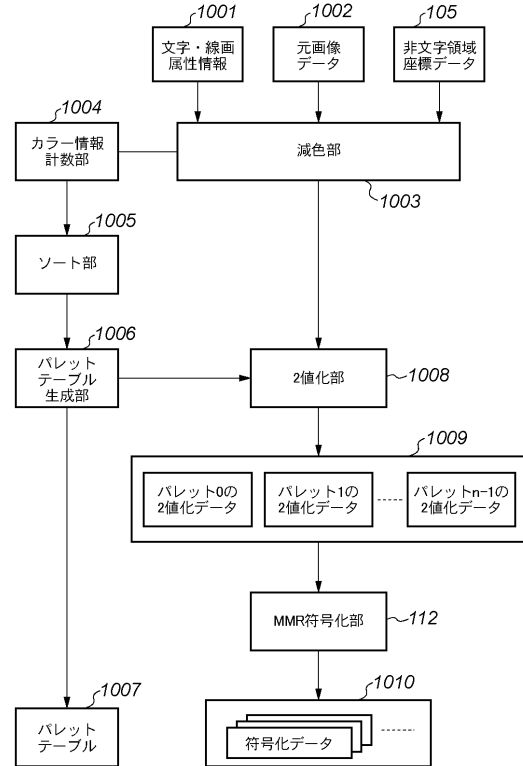 1001
1002
105
文字・線画
属性情報
元画像
データ
非文字領域
座標データ
1004
カラー情報
計数部
減色部
1003
1005
ソート部
1006
パレット
テーブル
生成部
2値化部
1008
1009
パレット0の
2値化データ
パレット1の
2値化データ
パレットn-1の
2値化データ
MMR符号化部
112
1007
パレット
テーブル
1010
符号化データ